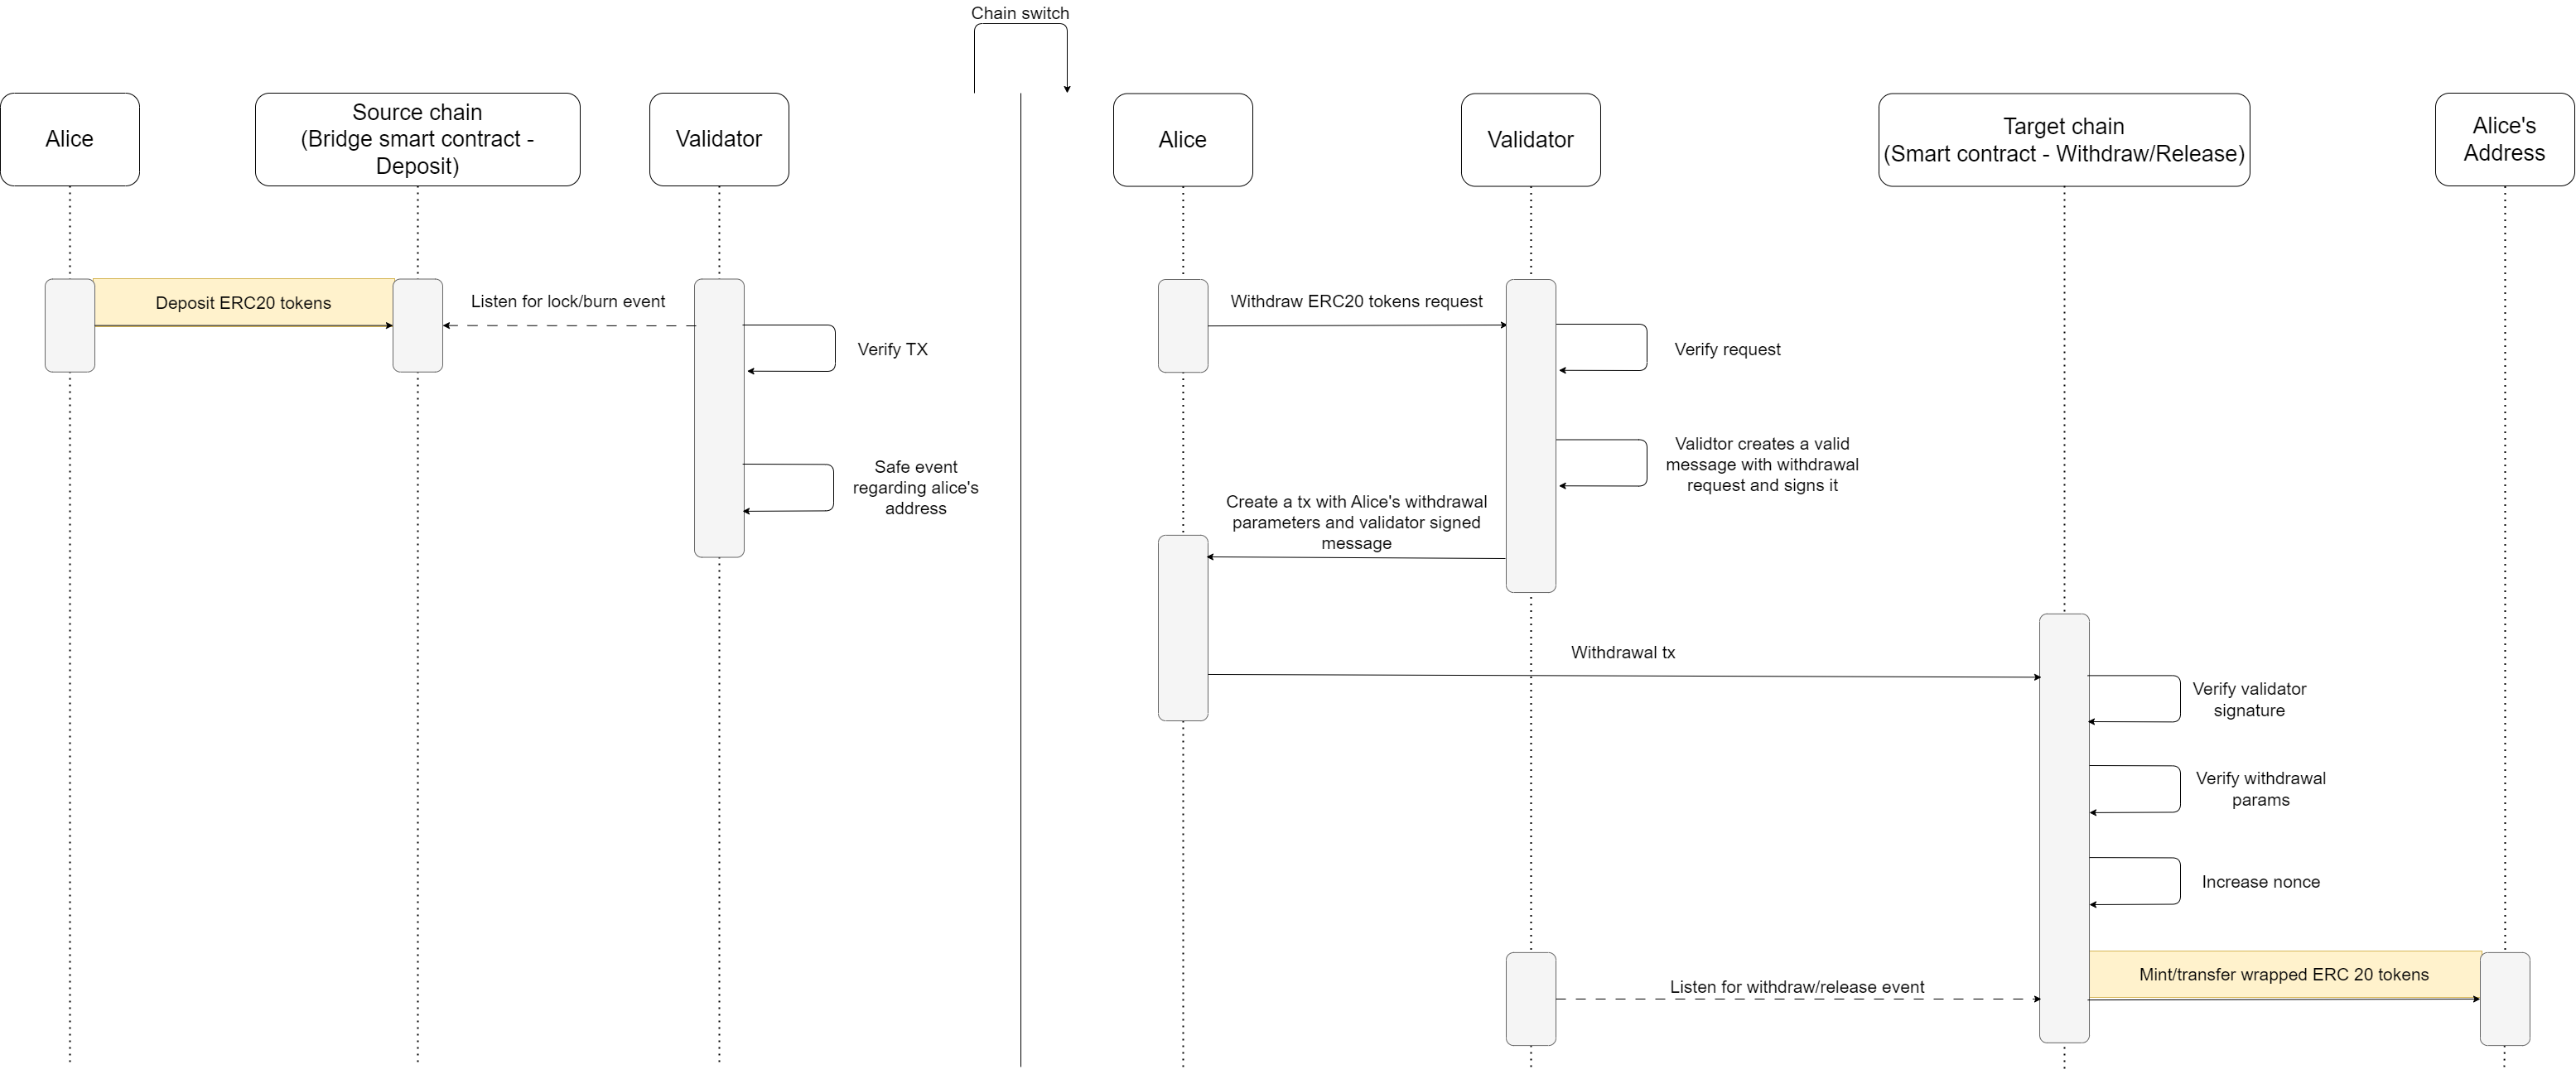 Chain switch
Alice
Source chain
(Bridge smart contract -
Deposit)
Validator
Alice
Validator
Target chain
(Smart contract - Withdraw/Release)
Alice's
Address
Deposit ERC20 tokens
Listen for lock/burn event
Verify TX
Safe event
regarding alice's
address
Withdraw ERC20 tokens request
Verify request
Validtor creates a valid
message with withdrawal
request and signs it
Create a tx with Alice's withdrawal
parameters and validator signed
message
Withdrawal tx
Verify validator
signature
Verify withdrawal
params
Increase nonce
Listen for withdraw/release event
Mint/transfer wrapped ERC 20 tokens